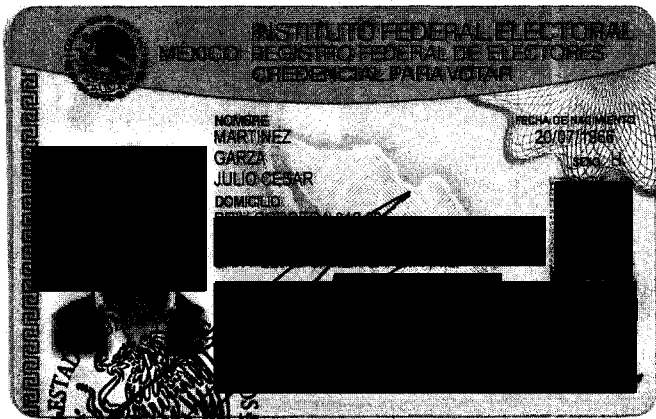 INSTITUTO FEDERAL ELECTORAL
MEXICO REGISTRO FEDERAL DE ELECTORES
CREDENCIAL PARA VOTAR
NOMBRE
MARTINEZ
GARZA
JULIO CESAR
DOMICILIO
FECHA DE NACIMIENTO
20/07/1966
SEXO H